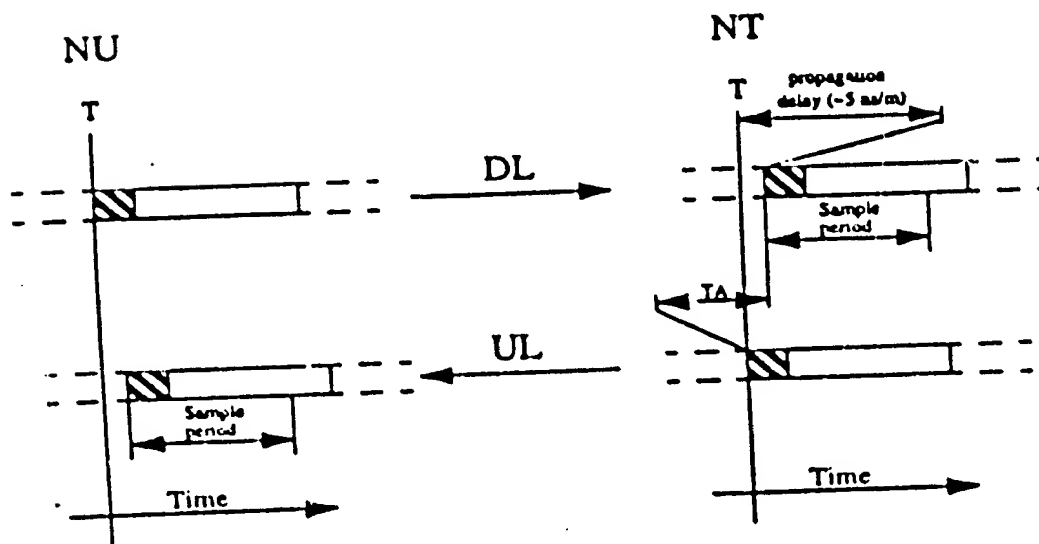 NU
T
DL
UL
Sample
period
Time
NT
propagation
T delay (~5 ns/m)
Sample
period
TA
Time